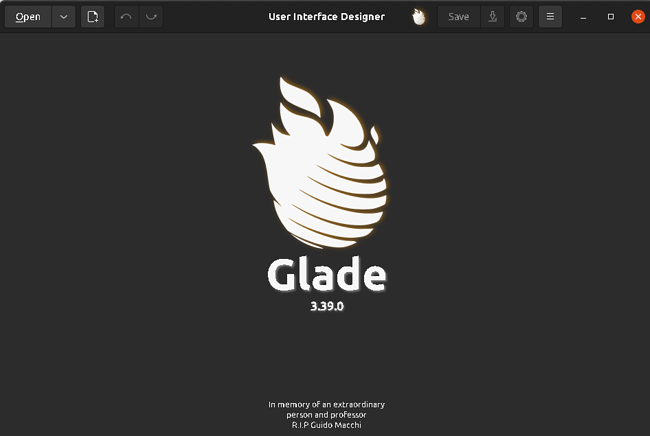 Open
User Interface Designer
Save
Glade
3.39.0
In memory of an extraordinary
person and professor
R.I.P Guido Macchi